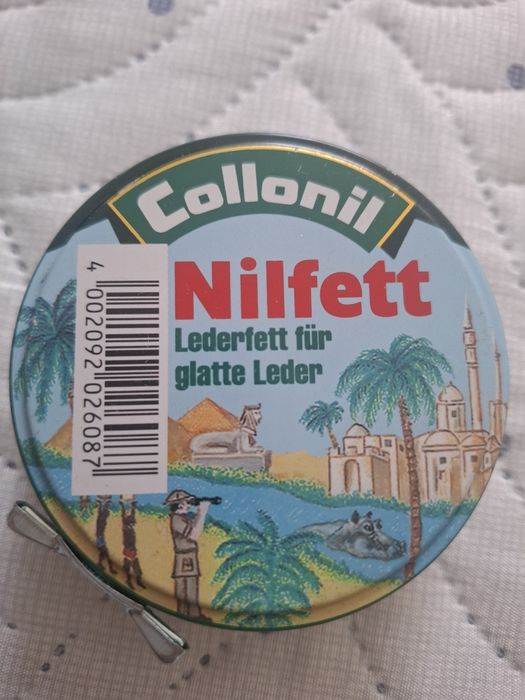 Collonil
Nilfett
Lederfett für
glatte Leder
4 002092 026087